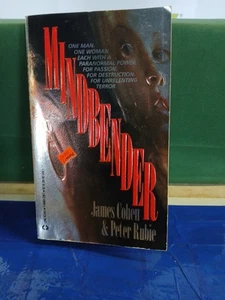 ONE MAN.
ONE WOMAN.
EACH WITH A
PARANORMAL POWER
FOR PASSION.
FOR DESTRUCTION.
FOR UNRELENTING
TERROR
MINDBENDER
James Cohen
& Peter Rubie